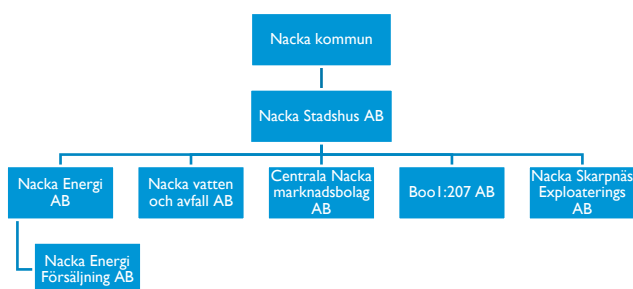 Nacka kommun
Nacka Stadshus AB
Nacka Energi
AB
Nacka vatten
och avfall AB
Centrala Nacka
marknadsbolag
AB
Boo1:207 AB
Nacka Skarpnäs
Exploaterings
AB
Nacka Energi
Försäljning AB